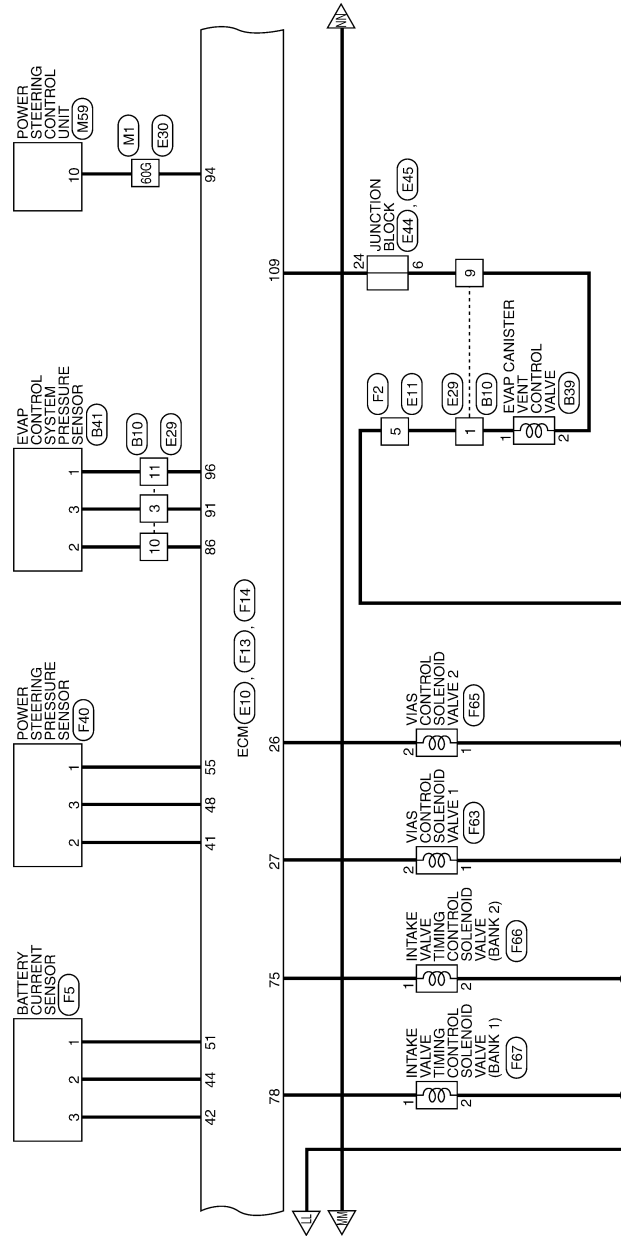 BATTERY
CURRENT
SENSOR
F5
3
2
1
42
44
51
POWER
STEERING
PRESSURE
SENSOR
F40
2
3
1
41
48
55
EVAP
CONTROL
SYSTEM
PRESSURE
SENSOR
B41
2
3
1
10
3
11
B10
E29
86
91
96
POWER
STEERING
CONTROL
UNIT
M59
10
60G
M1
E30
94
ECM E10 , F13 , F14
78
75
27
26
109
LL
MM
NN
INTAKE
VALVE
TIMING
CONTROL
SOLENOID
VALVE
(BANK 1)
F67
1
2
INTAKE
VALVE
TIMING
CONTROL
SOLENOID
VALVE
(BANK 2)
F66
1
2
VIAS
CONTROL
SOLENOID
VALVE 1
F63
2
1
VIAS
CONTROL
SOLENOID
VALVE 2
F65
2
1
5
F2
E11
1
E29
B10
EVAP CANISTER
VENT
CONTROL
VALVE
B39
1
2
24
6
JUNCTION
BLOCK
E44 , E45
9